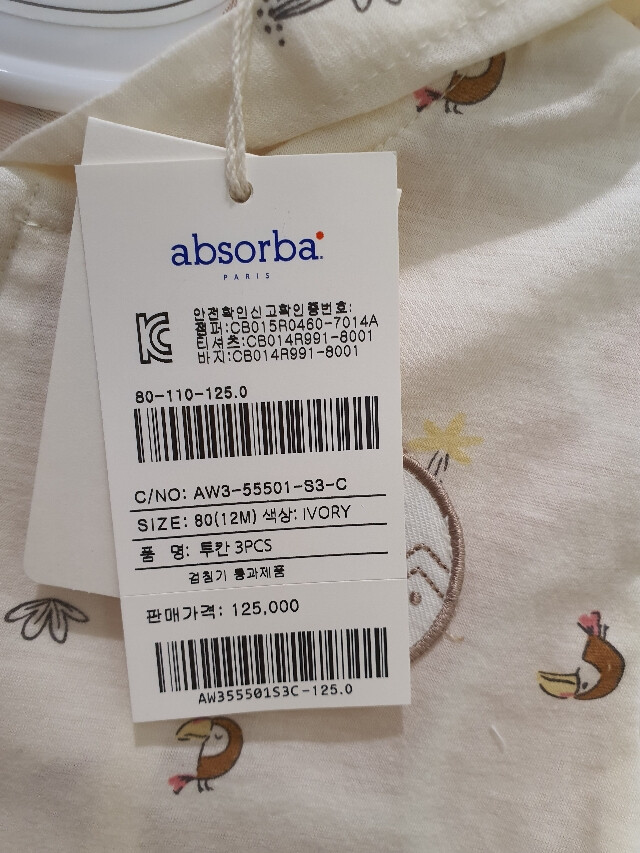 absorba
PARIS
안전확인신고확인증번호:
점퍼:CB015R0460-7014A
티셔츠:CB014R991-8001
바지:CB014R991-8001
80-110-125.0
C/NO: AW3-55501-S3-C
SIZE: 80(12M) 색상: IVORY
품 명: 투칸 3PCS
검침기 통과제품
판매가격: 125,000
AW355501S3C-125.0